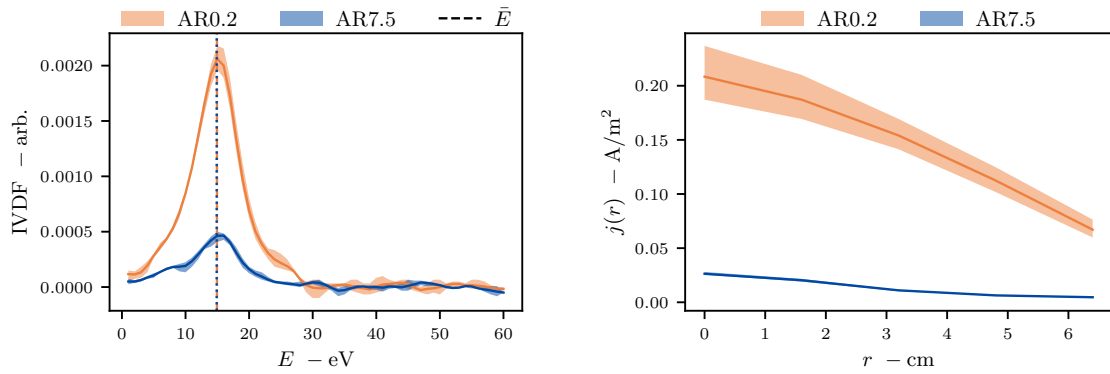 AR0.2 AR7.5 Ē
0.0020
0.0015
0.0010
0.0005
0.0000
IVDF − arb.
0 10 20 30 40 50 60
E − eV
AR0.2 AR7.5
0.20
0.15
0.10
0.05
0.00
j(r) − A/m²
0 1 2 3 4 5 6
r − cm